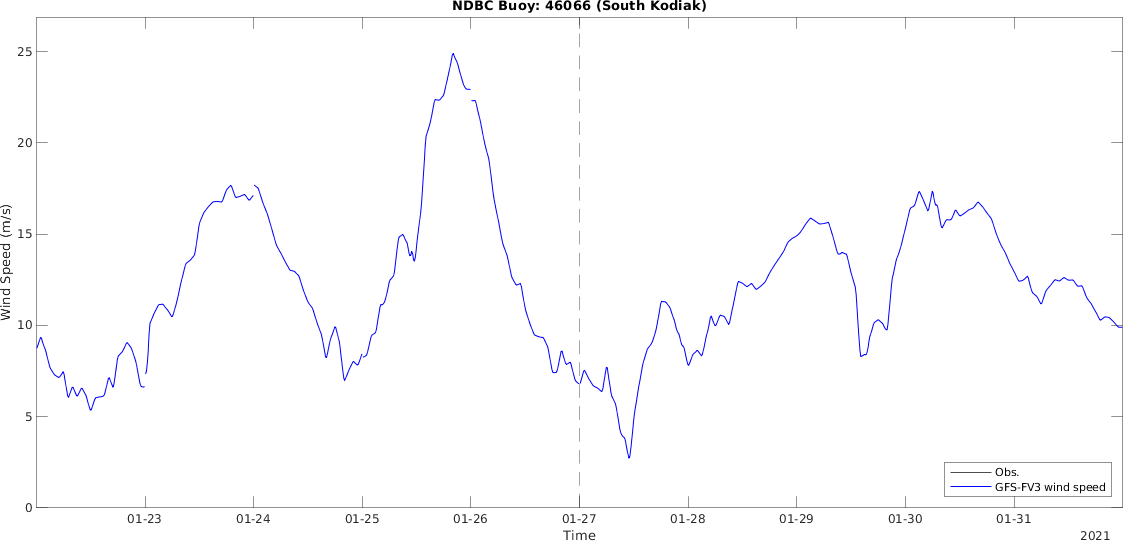 NDBC Buoy: 46066 (South Kodiak)
Wind Speed (m/s)
25
20
15
10
5
0
01-23 01-24 01-25 01-26 01-27 01-28 01-29 01-30 01-31
Time
2021
Obs.
GFS-FV3 wind speed